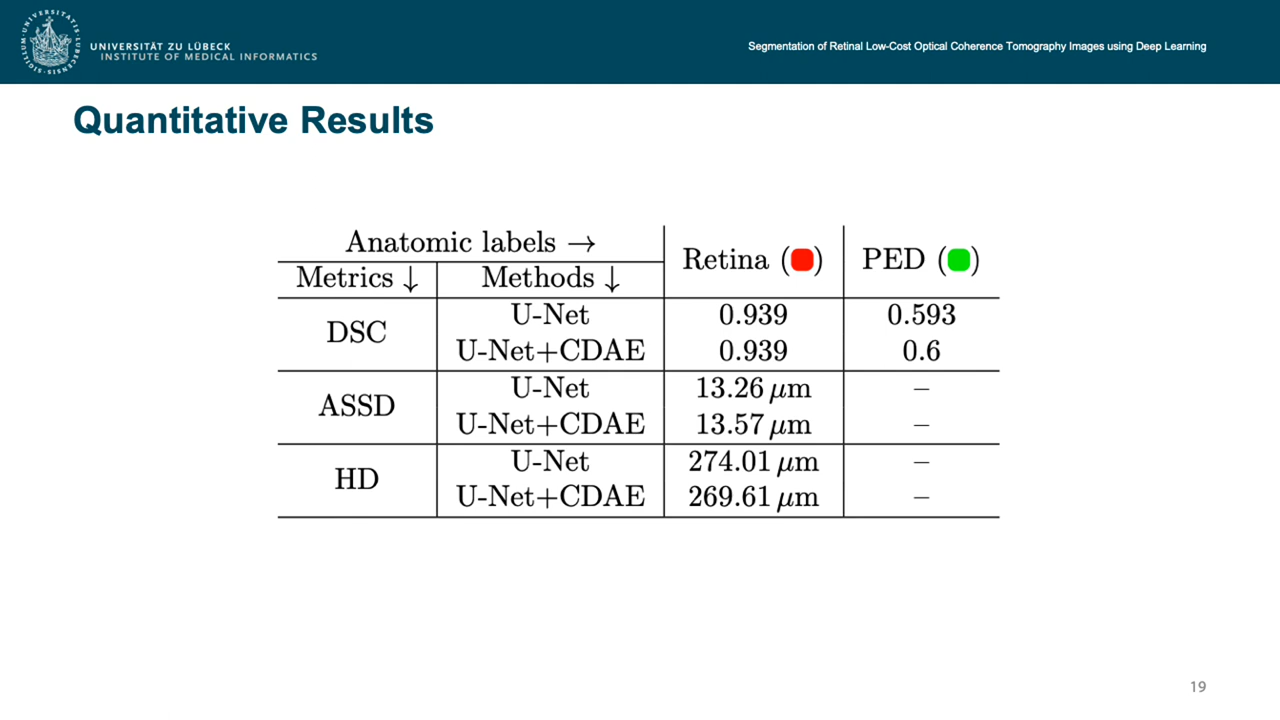 SIGILLUM·UNIVERSITATIS·LUBECENSIS
UNIVERSITÄT ZU LÜBECK
INSTITUTE OF MEDICAL INFORMATICS
Segmentation of Retinal Low-Cost Optical Coherence Tomography Images using Deep Learning
Quantitative Results
Anatomic labels → Retina () PED ()
Metrics ↓ Methods ↓
DSC U-Net 0.939 0.593
U-Net+CDAE 0.939 0.6
ASSD U-Net 13.26 μm –
U-Net+CDAE 13.57 μm –
HD U-Net 274.01 μm –
U-Net+CDAE 269.61 μm –
19